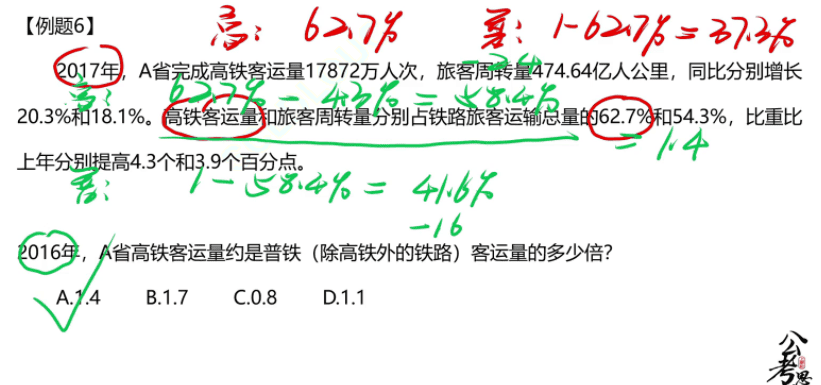 【例题6】 高: 62.7% 普: 1-62.7%=37.3%
2017年，A省完成高铁客运量17872万人次，旅客周转量474.64亿人公里，同比分别增长
高: 62.7%-4.3%=58.4%
20.3%和18.1%。高铁客运量和旅客周转量分别占铁路旅客运输总量的62.7%和54.3%，比重比
=1.4
上年分别提高4.3个和3.9个百分点。
普: 1-58.4%=41.6%
-16
2016年，A省高铁客运量约是普铁（除高铁外的铁路）客运量的多少倍？
A.1.4 B.1.7 C.0.8 D.1.1
公考